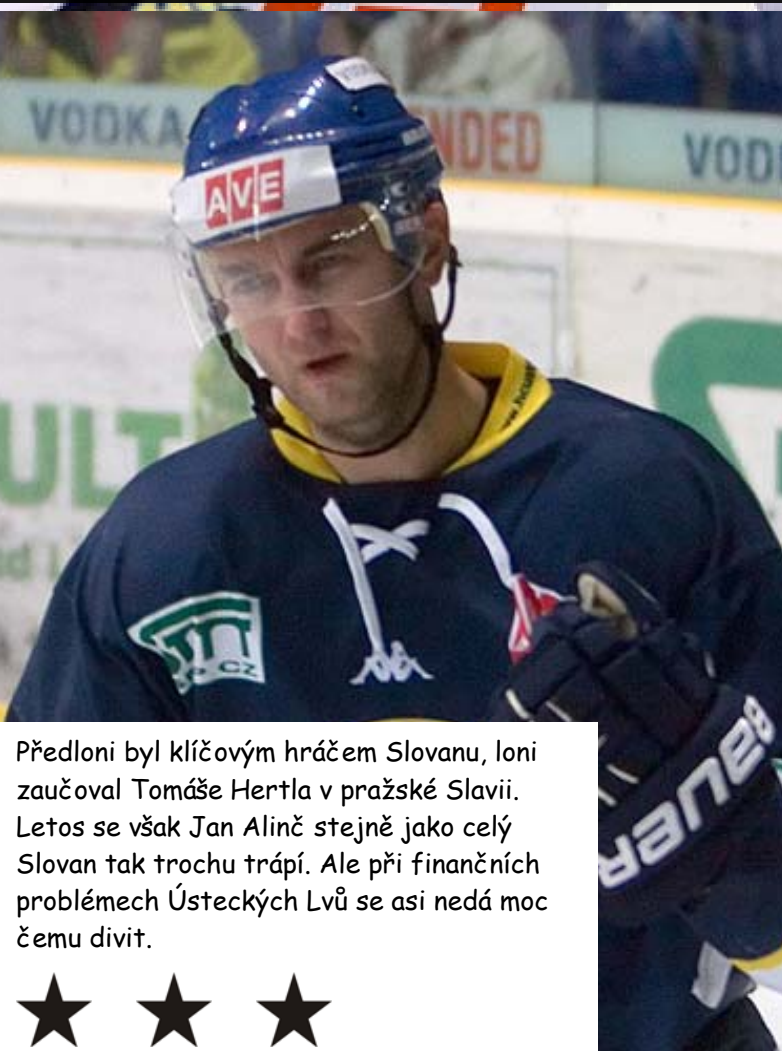 VODKA
NDED
VOD
AVE
ULT
CZ
BAUER
Předloni byl klíčovým hráčem Slovanu, loni
zaučoval Tomáše Hertla v pražské Slavii.
Letos se však Jan Alinč stejně jako celý
Slovan tak trochu trápí. Ale při finančních
problémech Ústeckých Lvů se asi nedá moc
čemu divit.